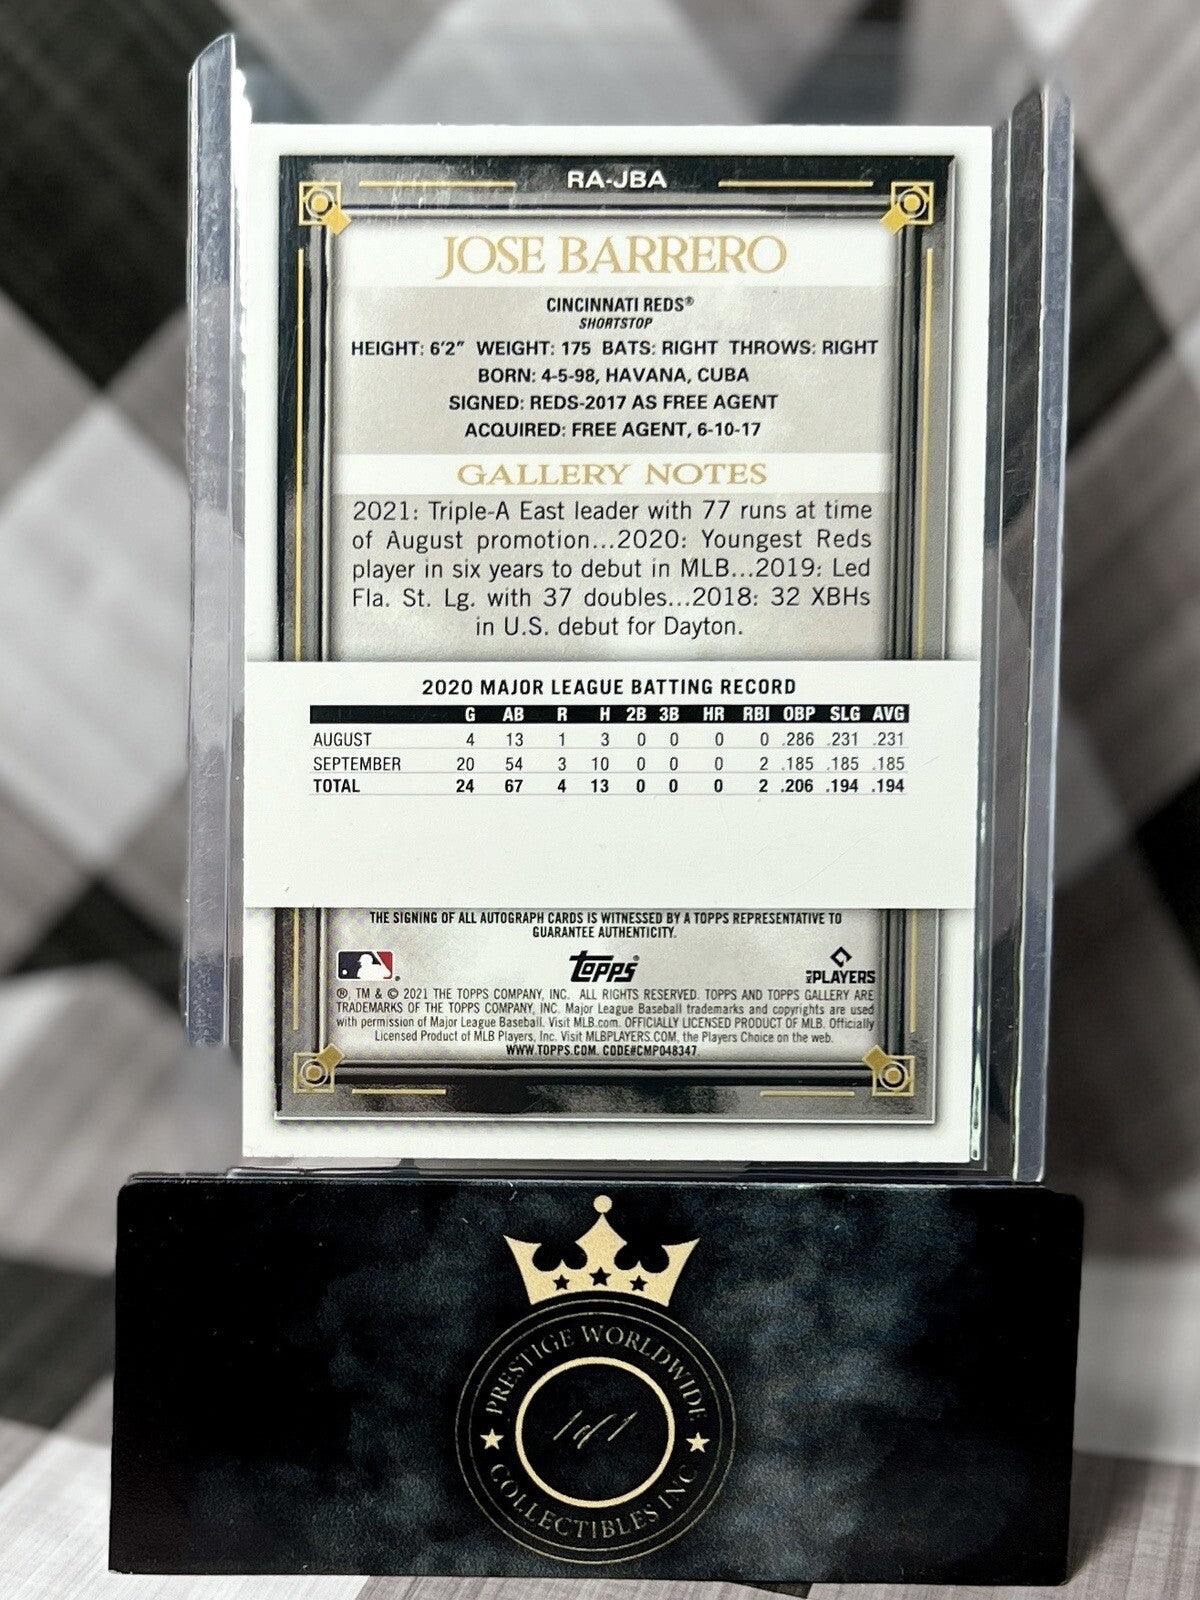 RA-JBA
JOSE BARRERO
CINCINNATI REDS®
SHORTSTOP
HEIGHT: 6'2" WEIGHT: 175 BATS: RIGHT THROWS: RIGHT
BORN: 4-5-98, HAVANA, CUBA
SIGNED: REDS-2017 AS FREE AGENT
ACQUIRED: FREE AGENT, 6-10-17
GALLERY NOTES
2021: Triple-A East leader with 77 runs at time
of August promotion...2020: Youngest Reds
player in six years to debut in MLB...2019: Led
Fla. St. Lg. with 37 doubles...2018: 32 XBHs
in U.S. debut for Dayton.
2020 MAJOR LEAGUE BATTING RECORD
G AB R H 2B 3B HR RBI OBP SLG AVG
AUGUST 4 13 1 3 0 0 0 0 .286 .231 .231
SEPTEMBER 20 54 3 10 0 0 0 2 .185 .185 .185
TOTAL 24 67 4 13 0 0 0 2 .206 .194 .194
THE SIGNING OF ALL AUTOGRAPH CARDS IS WITNESSED BY A TOPPS REPRESENTATIVE TO
GUARANTEE AUTHENTICITY.
topps® MLB PLAYERS
®, TM & © 2021 THE TOPPS COMPANY, INC. ALL RIGHTS RESERVED. TOPPS AND TOPPS GALLERY ARE
TRADEMARKS OF THE TOPPS COMPANY, INC. Major League Baseball trademarks and copyrights are used
with permission of Major League Baseball. Visit MLB.com. OFFICIALLY LICENSED PRODUCT OF MLB. Officially
Licensed Product of MLB Players, Inc. Visit MLBPLAYERS.COM, the Players Choice on the web.
WWW.TOPPS.COM. CODE#CMP048347
PRESTIGE WORLDWIDE
1of1
COLLECTIBLES INC